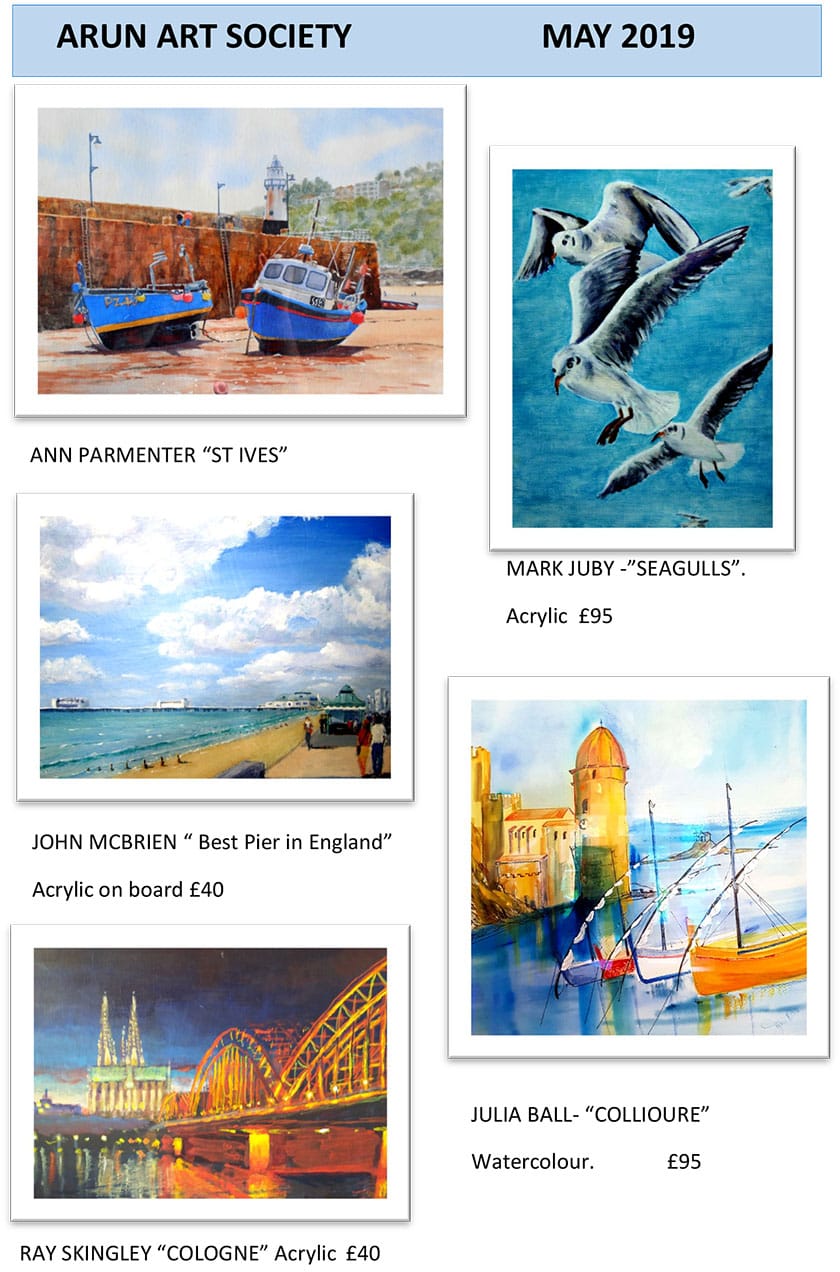 ARUN ART SOCIETY MAY 2019
ANN PARMENTER “ST IVES”
MARK JUBY -”SEAGULLS”.
Acrylic £95
JOHN MCBRIEN “ Best Pier in England”
Acrylic on board £40
JULIA BALL- “COLLIOURE”
Watercolour. £95
RAY SKINGLEY “COLOGNE” Acrylic £40